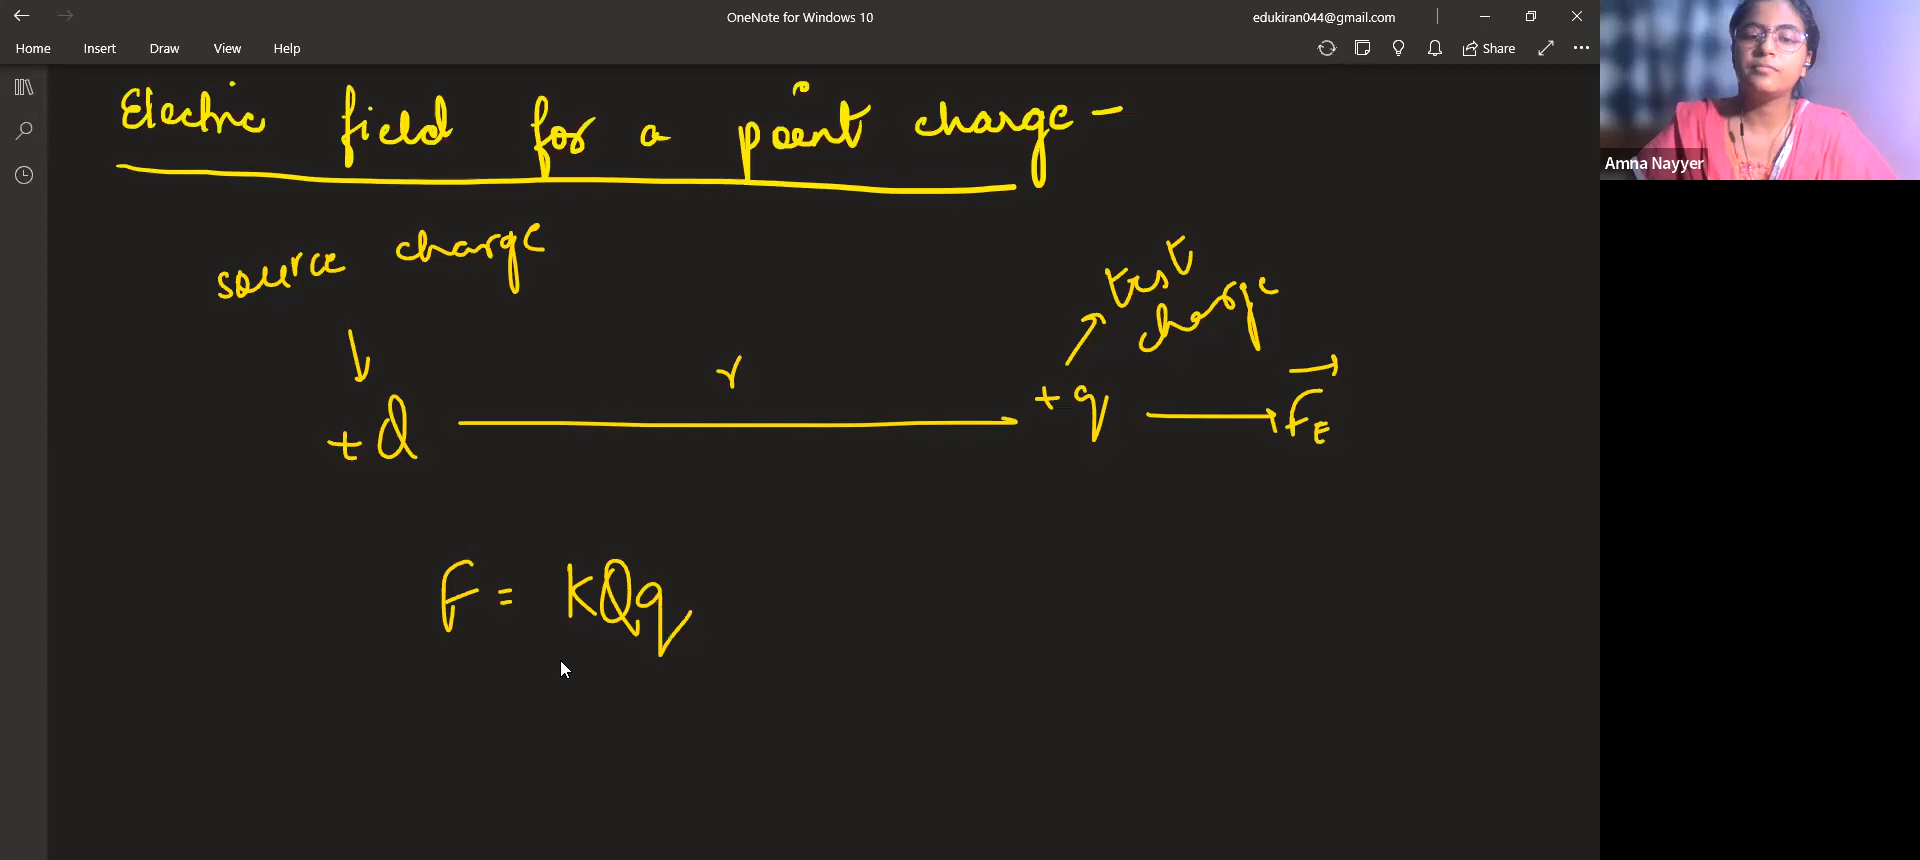 OneNote for Windows 10
edukiran044@gmail.com
Home Insert Draw View Help
Share
Amna Nayyer
Electric field for a point charge -
source charge
test
charge
r
+Q
+q
F_E
F = KQq